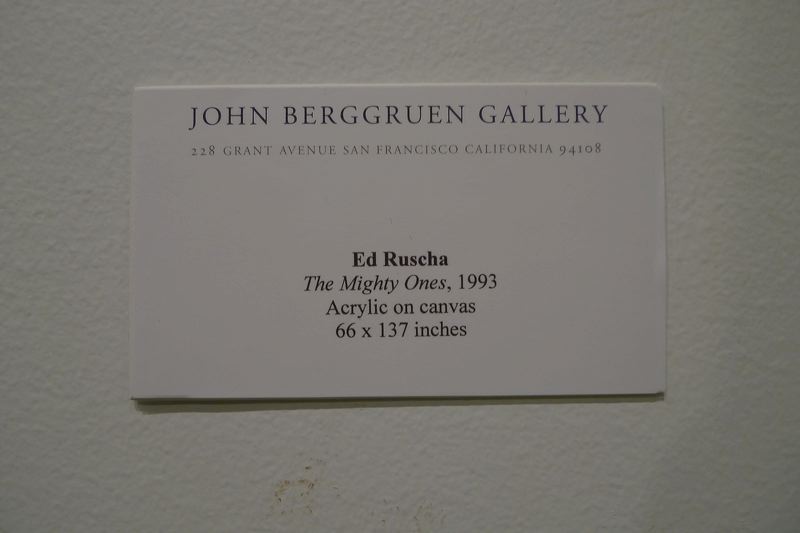 JOHN BERGGRUEN GALLERY
228 GRANT AVENUE SAN FRANCISCO CALIFORNIA 94108
Ed Ruscha
The Mighty Ones, 1993
Acrylic on canvas
66 x 137 inches